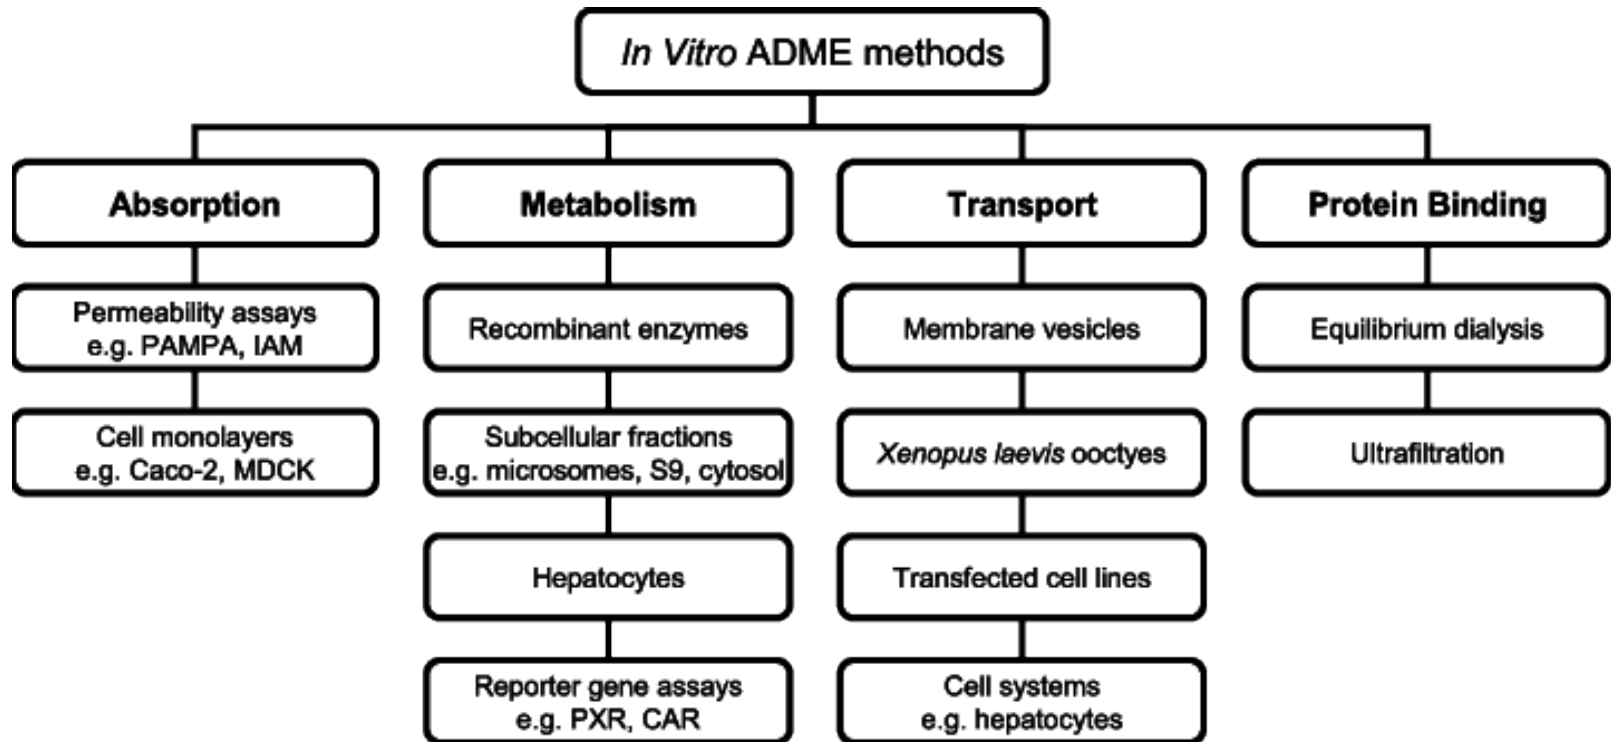 In Vitro ADME methods
Absorption
Metabolism
Transport
Protein Binding
Permeability assays
e.g. PAMPA, IAM
Recombinant enzymes
Membrane vesicles
Equilibrium dialysis
Cell monolayers
e.g. Caco-2, MDCK
Subcellular fractions
e.g. microsomes, S9, cytosol
Xenopus laevis ooctyes
Ultrafiltration
Hepatocytes
Transfected cell lines
Reporter gene assays
e.g. PXR, CAR
Cell systems
e.g. hepatocytes